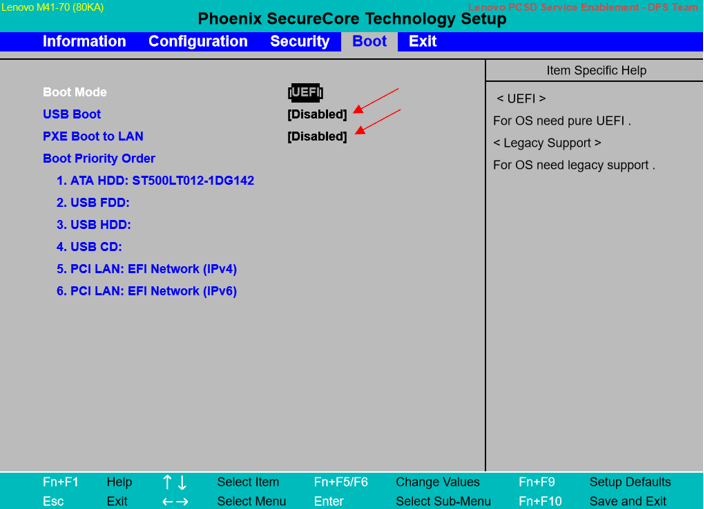 Lenovo M41-70 (80KA)
Lenovo PCSD Service Enablement - DFS Team
Phoenix SecureCore Technology Setup
Information Configuration Security Boot Exit
Item Specific Help
Boot Mode [UEFI]
< UEFI >
USB Boot [Disabled]
For OS need pure UEFI .
PXE Boot to LAN [Disabled]
< Legacy Support >
Boot Priority Order
For OS need legacy support .
1. ATA HDD: ST500LT012-1DG142
2. USB FDD:
3. USB HDD:
4. USB CD:
5. PCI LAN: EFI Network (IPv4)
6. PCI LAN: EFI Network (IPv6)
Fn+F1 Help ↑ ↓ Select Item Fn+F5/F6 Change Values Fn+F9 Setup Defaults
Esc Exit ←→ Select Menu Enter Select Sub-Menu Fn+F10 Save and Exit